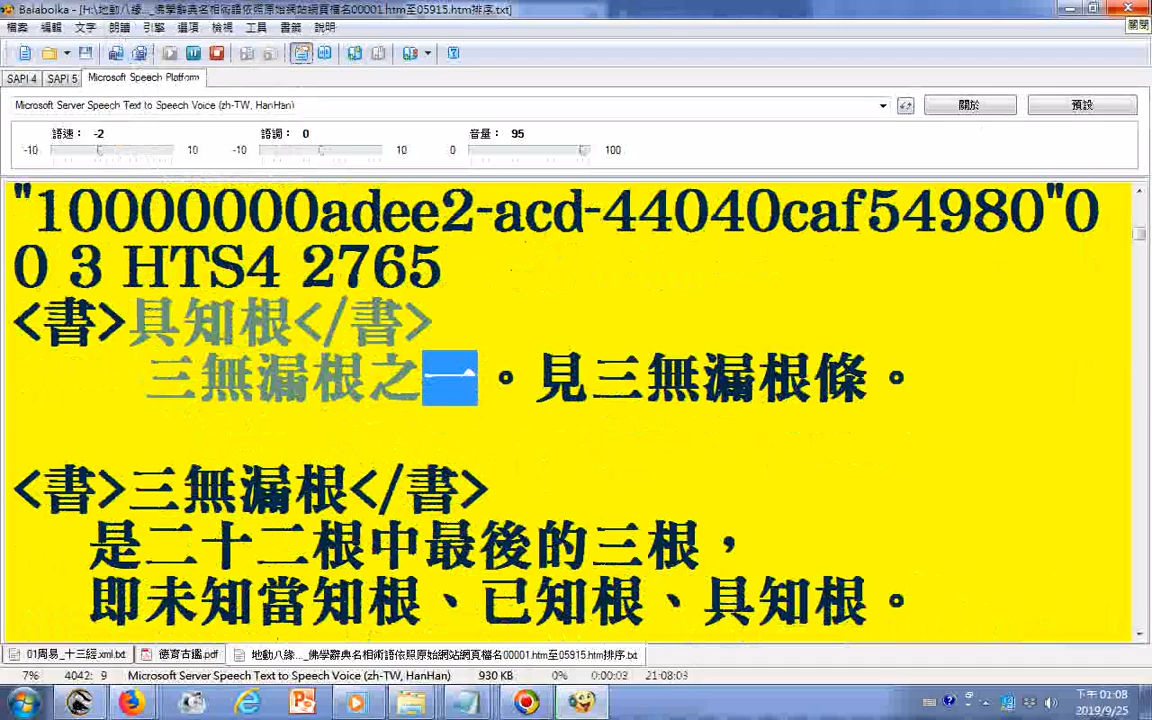 Balabolka - [H:\地動八緣..._佛學辭典名相術語依照原始網站網頁檔名00001.htm至05915.htm排序.txt]
關閉
檔案 編輯 文字 朗讀 引擎 選項 檢視 工具 書籤 說明
SAPI 4 SAPI 5 Microsoft Speech Platform
Microsoft Server Speech Text to Speech Voice (zh-TW, HanHan) 關於 預設
語速： -2 語調： 0 音量： 95
-10 10 -10 10 0 100
"10000000adee2-acd-44040caf54980"0
0 3 HTS4 2765
<書>具知根</書>
三無漏根之一。見三無漏根條。
<書>三無漏根</書>
是二十二根中最後的三根，
即未知當知根、已知根、具知根。
01周易_十三經.xml.txt 德育古鑑.pdf 地動八緣..._佛學辭典名相術語依照原始網站網頁檔名00001.htm至05915.htm排序.txt
7% 4042: 9 Microsoft Server Speech Text to Speech Voice (zh-TW, HanHan) 930 KB 0% 0:00:03 21:08:03
下午 01:08
2019/9/25